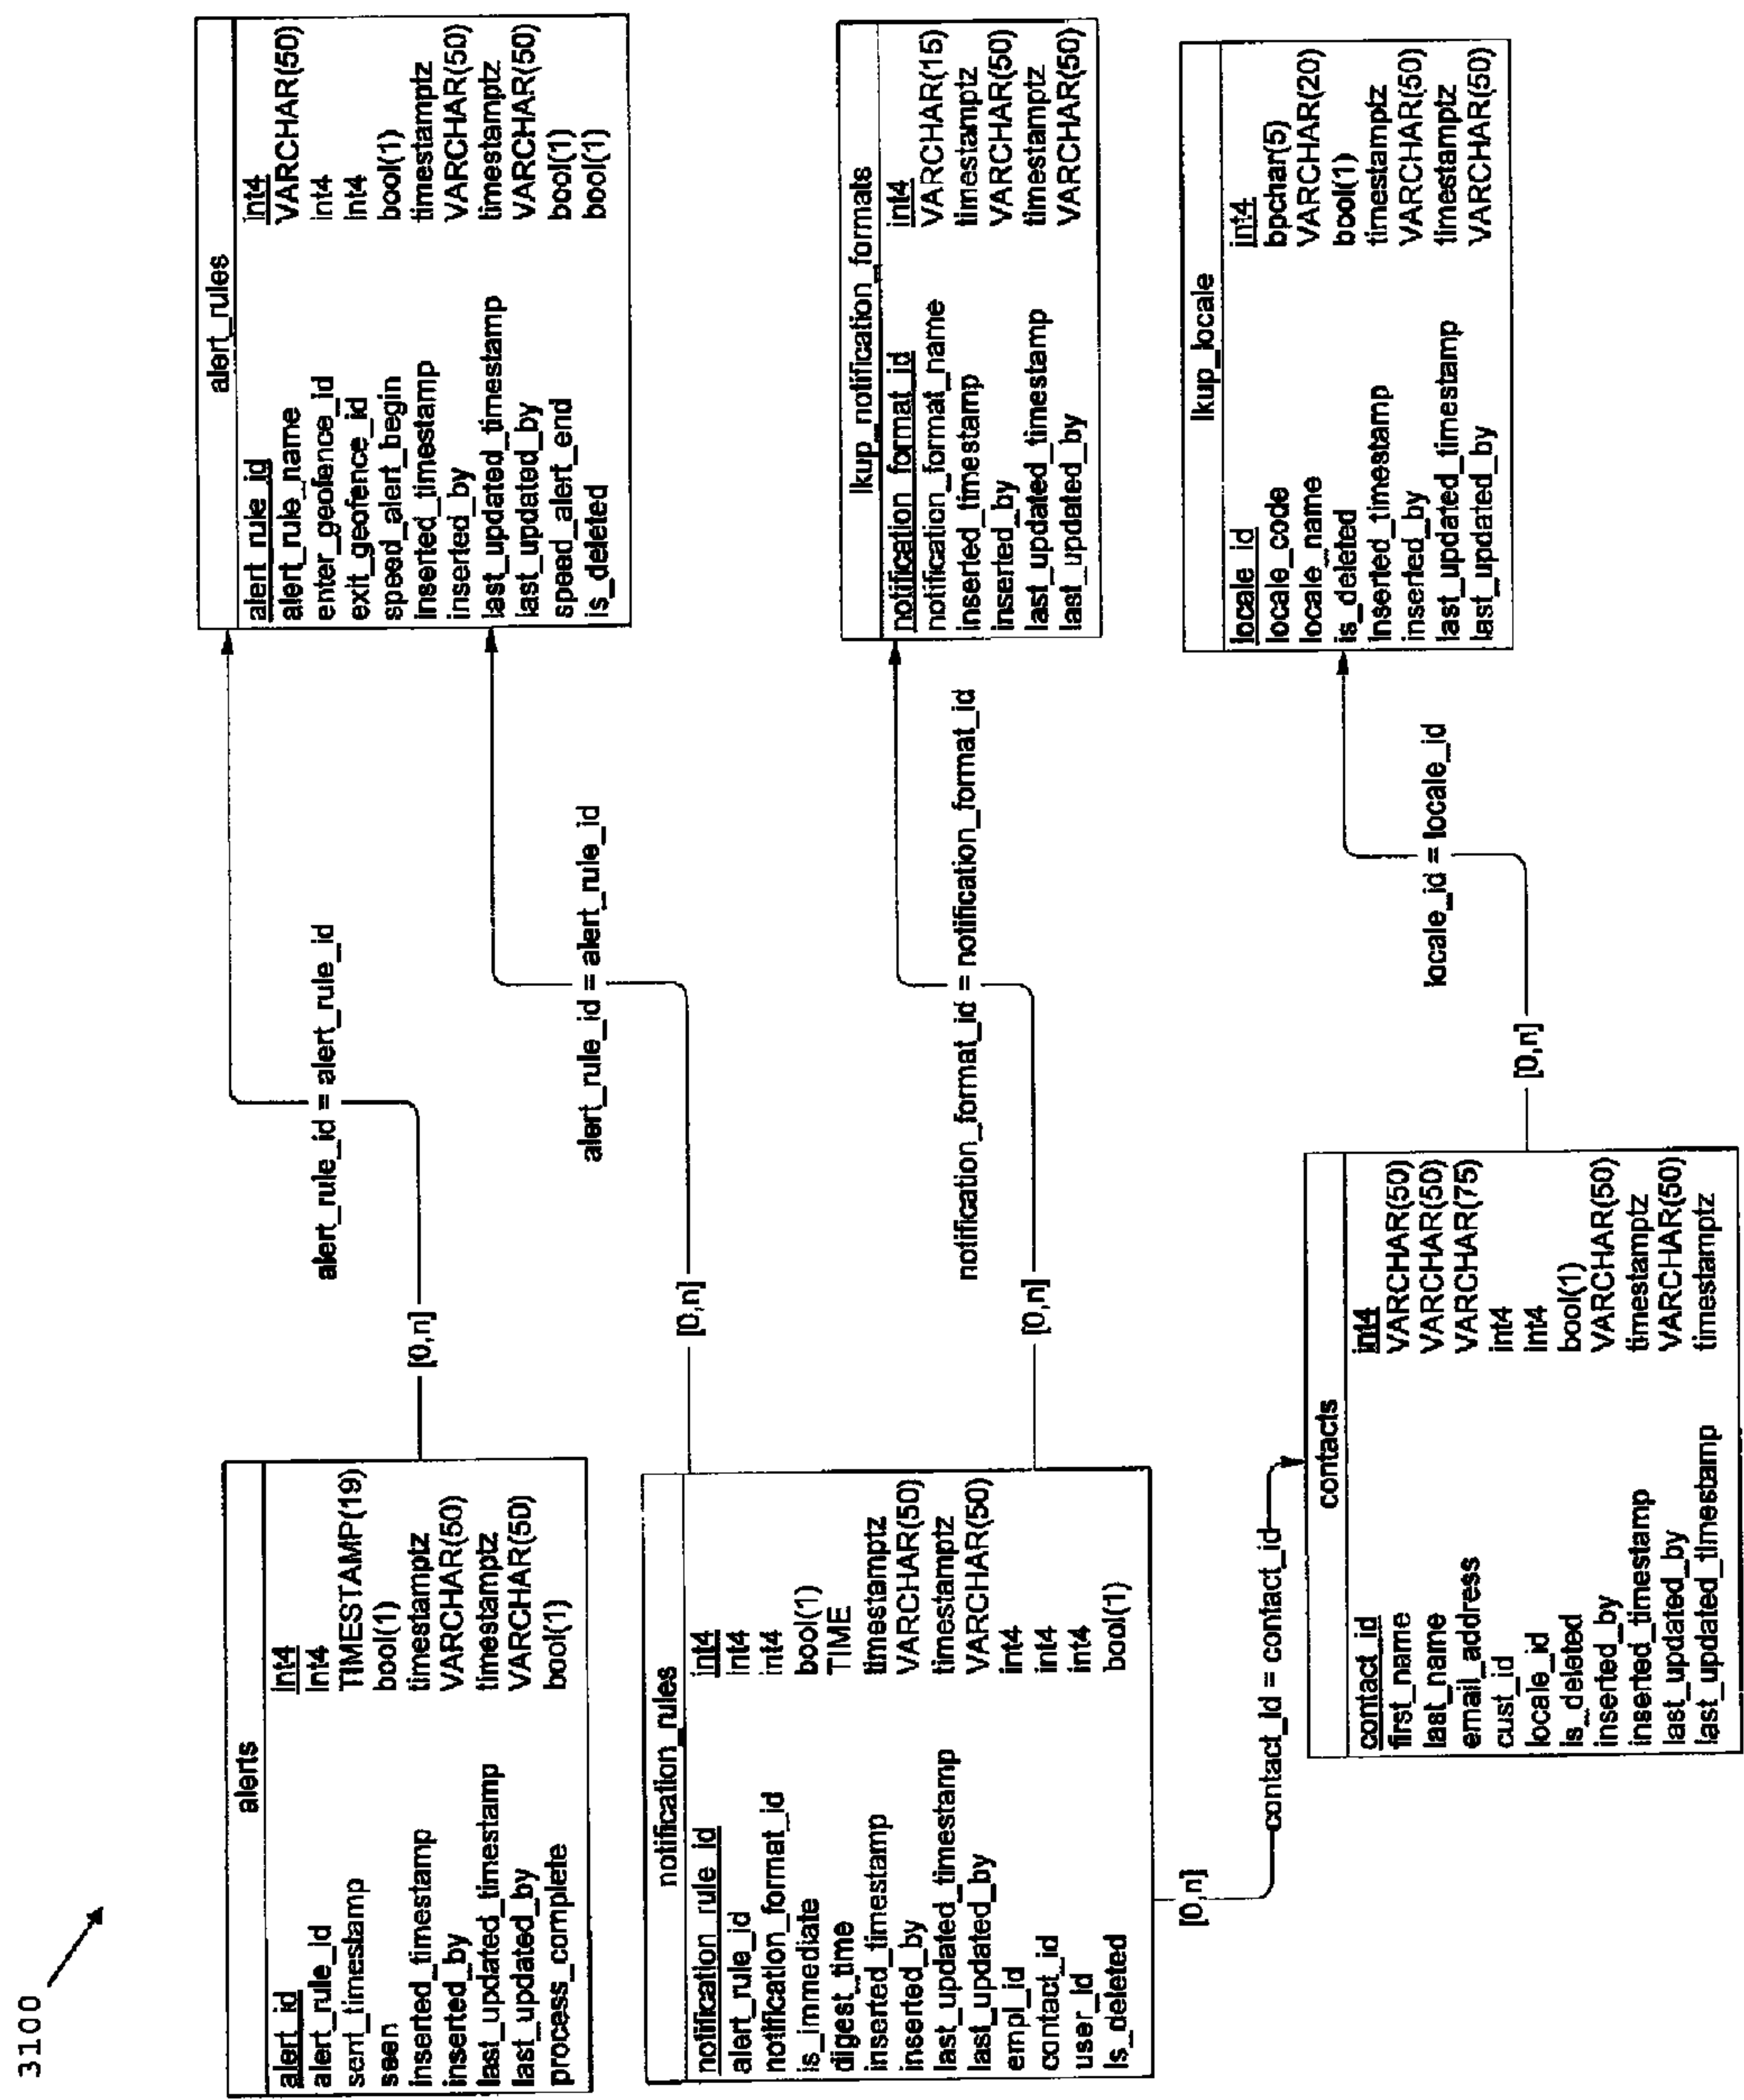 3100
alerts
alert_id int4
alert_rule_id int4
sent_timestamp TIMESTAMP(19)
seen bool(1)
inserted_timestamp timestamptz
inserted_by VARCHAR(50)
last_updated_timestamp timestamptz
last_updated_by VARCHAR(50)
process_complete bool(1)
[0,n]
alert_rule_id = alert_rule_id
alert_rules
alert_rule_id int4
alert_rule_name VARCHAR(50)
enter_geofence_id int4
exit_geofence_id int4
speed_alert_begin bool(1)
inserted_timestamp timestamptz
inserted_by VARCHAR(50)
last_updated_timestamp timestamptz
last_updated_by VARCHAR(50)
speed_alert_end bool(1)
is_deleted bool(1)
notification_rules
notification_rule_id int4
alert_rule_id int4
notification_format_id int4
is_immediate bool(1)
digest_time TIME
inserted_timestamp timestamptz
inserted_by VARCHAR(50)
last_updated_timestamp timestamptz
last_updated_by VARCHAR(50)
empl_id int4
contact_id int4
user_id int4
is_deleted bool(1)
[0,n]
alert_rule_id = alert_rule_id
[0,n]
notification_format_id = notification_format_id
lkup_notification_formats
notification_format_id int4
notification_format_name VARCHAR(15)
inserted_timestamp timestamptz
inserted_by VARCHAR(50)
last_updated_timestamp timestamptz
last_updated_by VARCHAR(50)
[0,n]
contact_id = contact_id
contacts
contact_id int4
first_name VARCHAR(50)
last_name VARCHAR(50)
email_address VARCHAR(75)
cust_id int4
locale_id int4
is_deleted bool(1)
inserted_by VARCHAR(50)
inserted_timestamp timestamptz
last_updated_by VARCHAR(50)
last_updated_timestamp timestamptz
[0,n]
locale_id = locale_id
lkup_locale
locale_id int4
locale_code bpchar(5)
locale_name VARCHAR(20)
is_deleted bool(1)
inserted_timestamp timestamptz
inserted_by VARCHAR(50)
last_updated_timestamp timestamptz
last_updated_by VARCHAR(50)